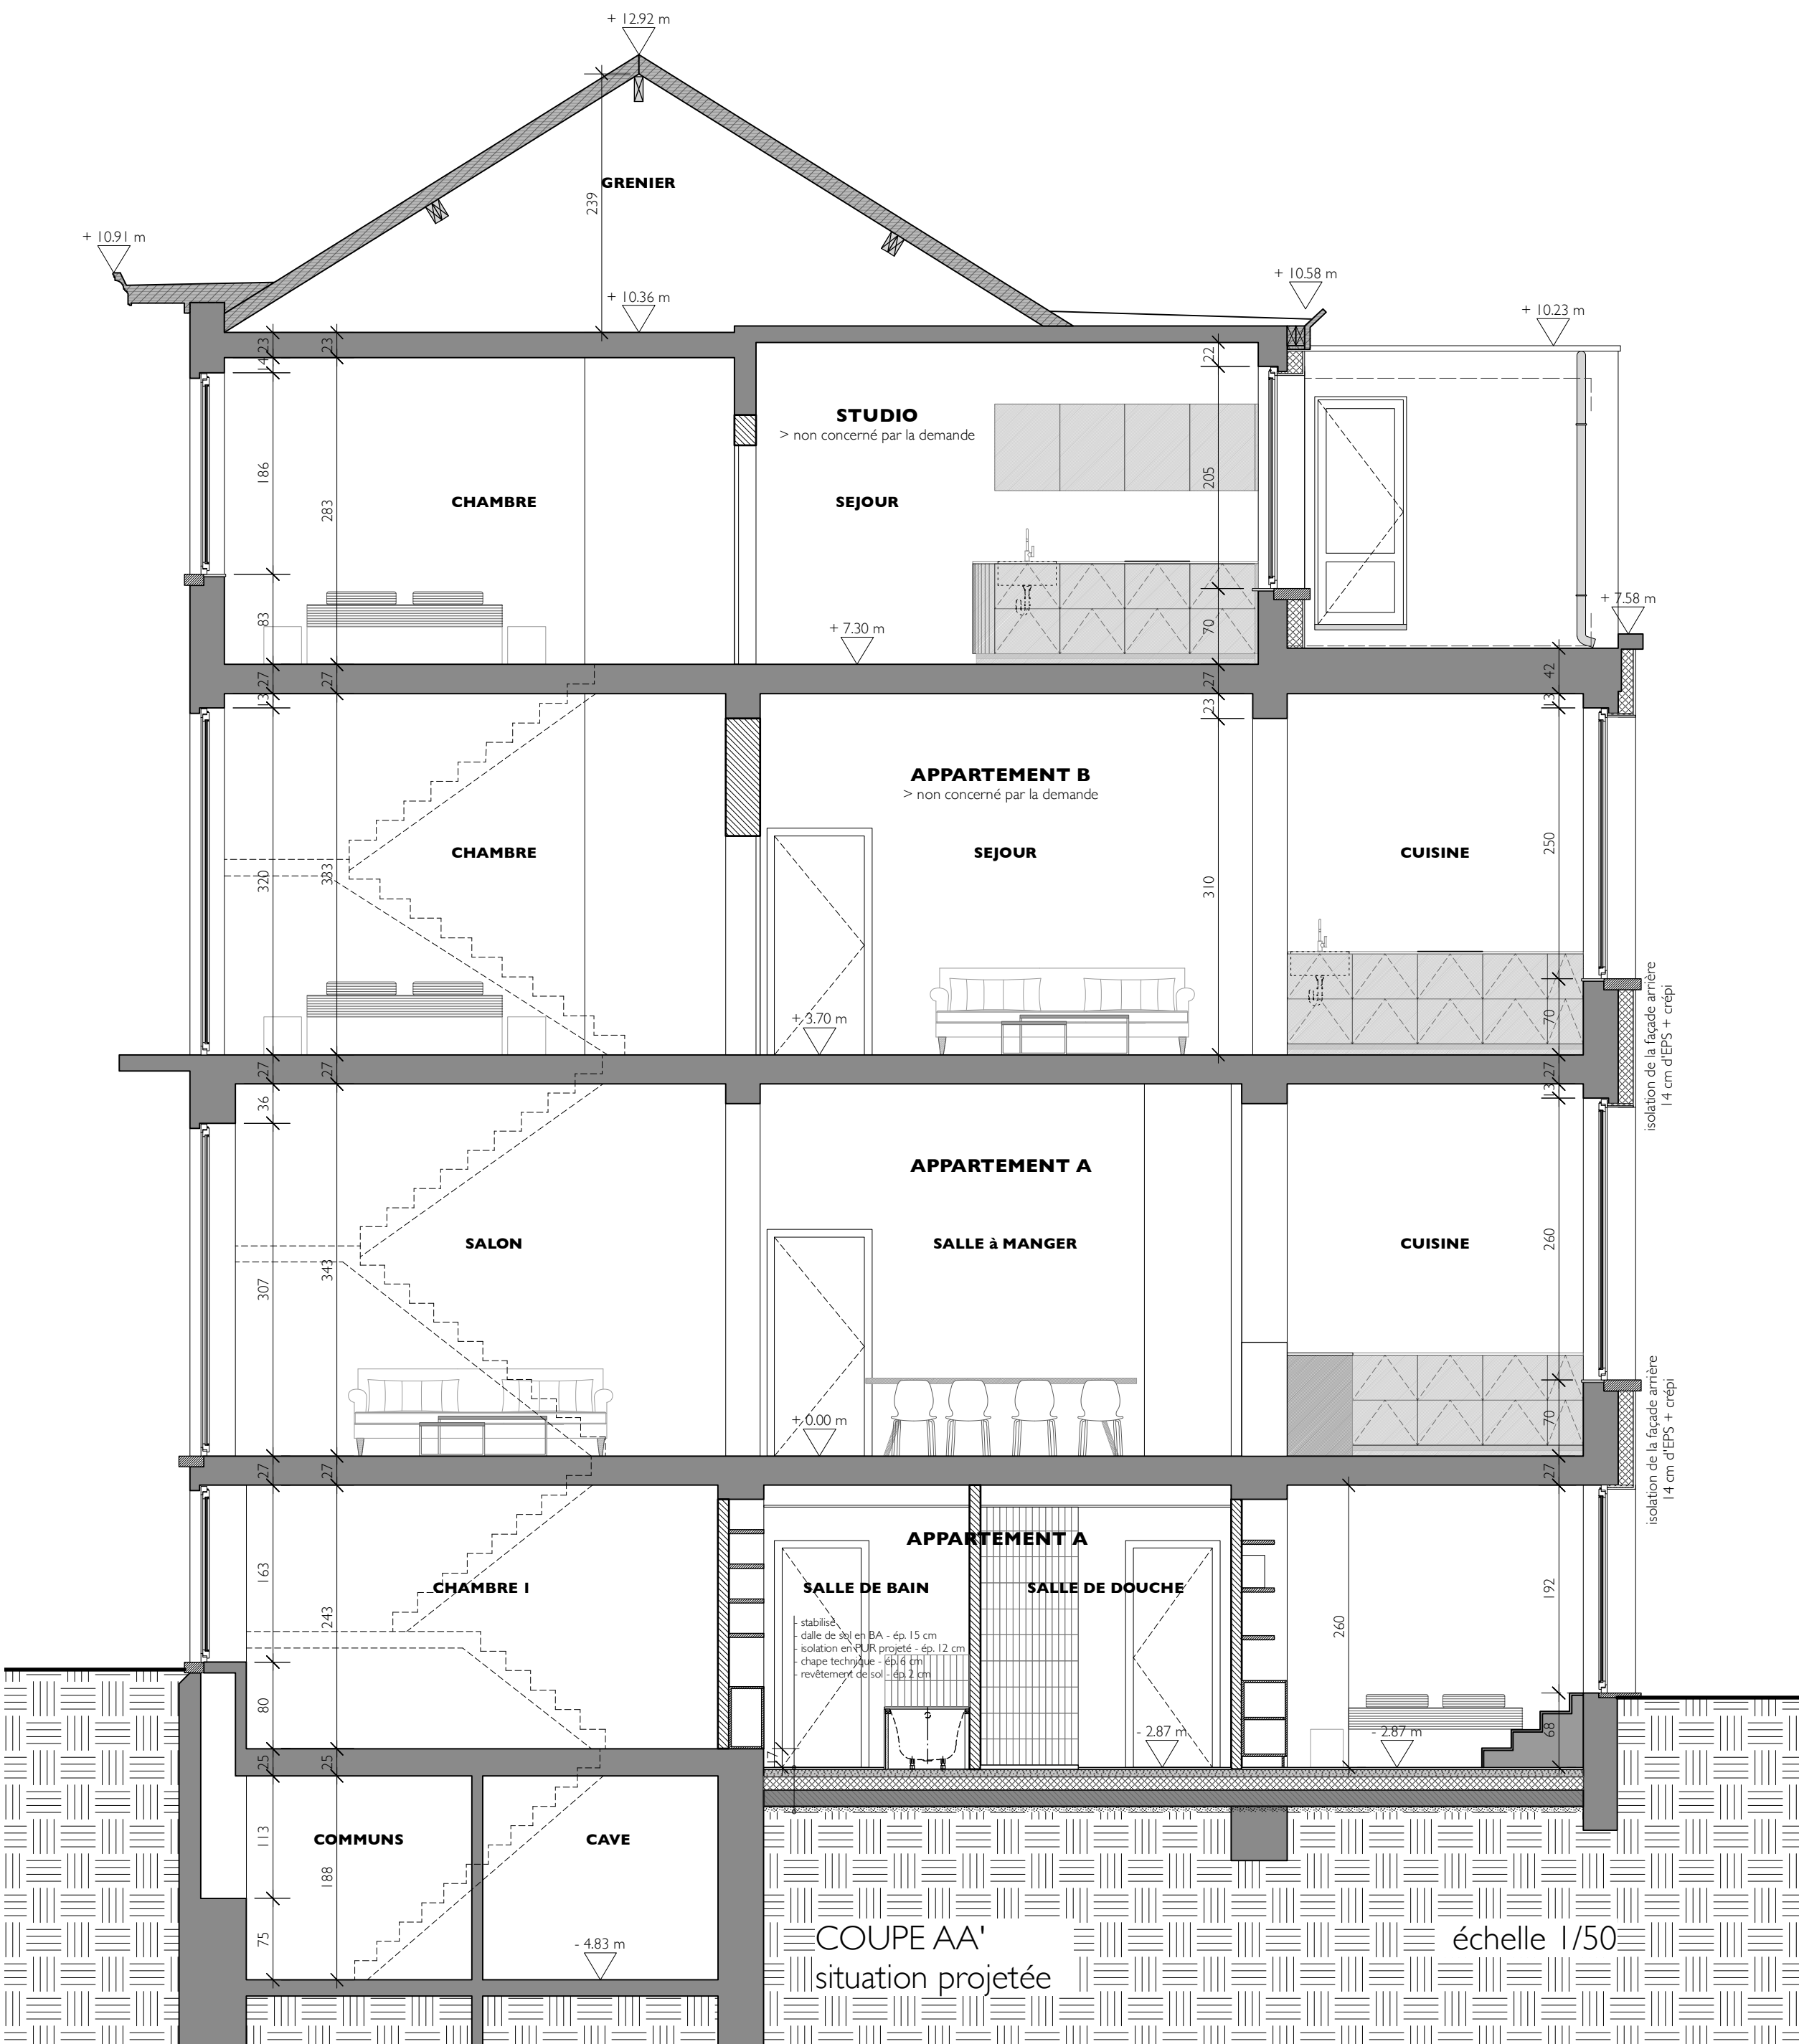 + 12.92 m
GRENIER
239
+ 10.91 m
+ 10.36 m
+ 10.58 m
+ 10.23 m
23
14
23
22
STUDIO
> non concerné par la demande
186
283
CHAMBRE
SEJOUR
205
83
+ 7.30 m
70
+ 7.58 m
27
13
27
27
23
42
13
APPARTEMENT B
> non concerné par la demande
320
333
CHAMBRE
SEJOUR
310
CUISINE
250
+ 3.70 m
70
isolation de la façade arrière
14 cm d'EPS + crépi
27
36
27
27
13
APPARTEMENT A
307
343
SALON
SALLE à MANGER
CUISINE
260
+ 0.00 m
70
isolation de la façade arrière
14 cm d'EPS + crépi
27
27
27
APPARTEMENT A
163
243
CHAMBRE 1
SALLE DE BAIN
SALLE DE DOUCHE
260
192
- stabilisé
- dalle de sol en BA - ép. 15 cm
- isolation en PUR projeté - ép. 12 cm
- chape technique - ép. 6 cm
- revêtement de sol - ép. 2 cm
80
17
- 2.87 m
- 2.87 m
68
25
25
113
188
COMMUNS
CAVE
75
- 4.83 m
COUPE AA'
échelle 1/50
situation projetée